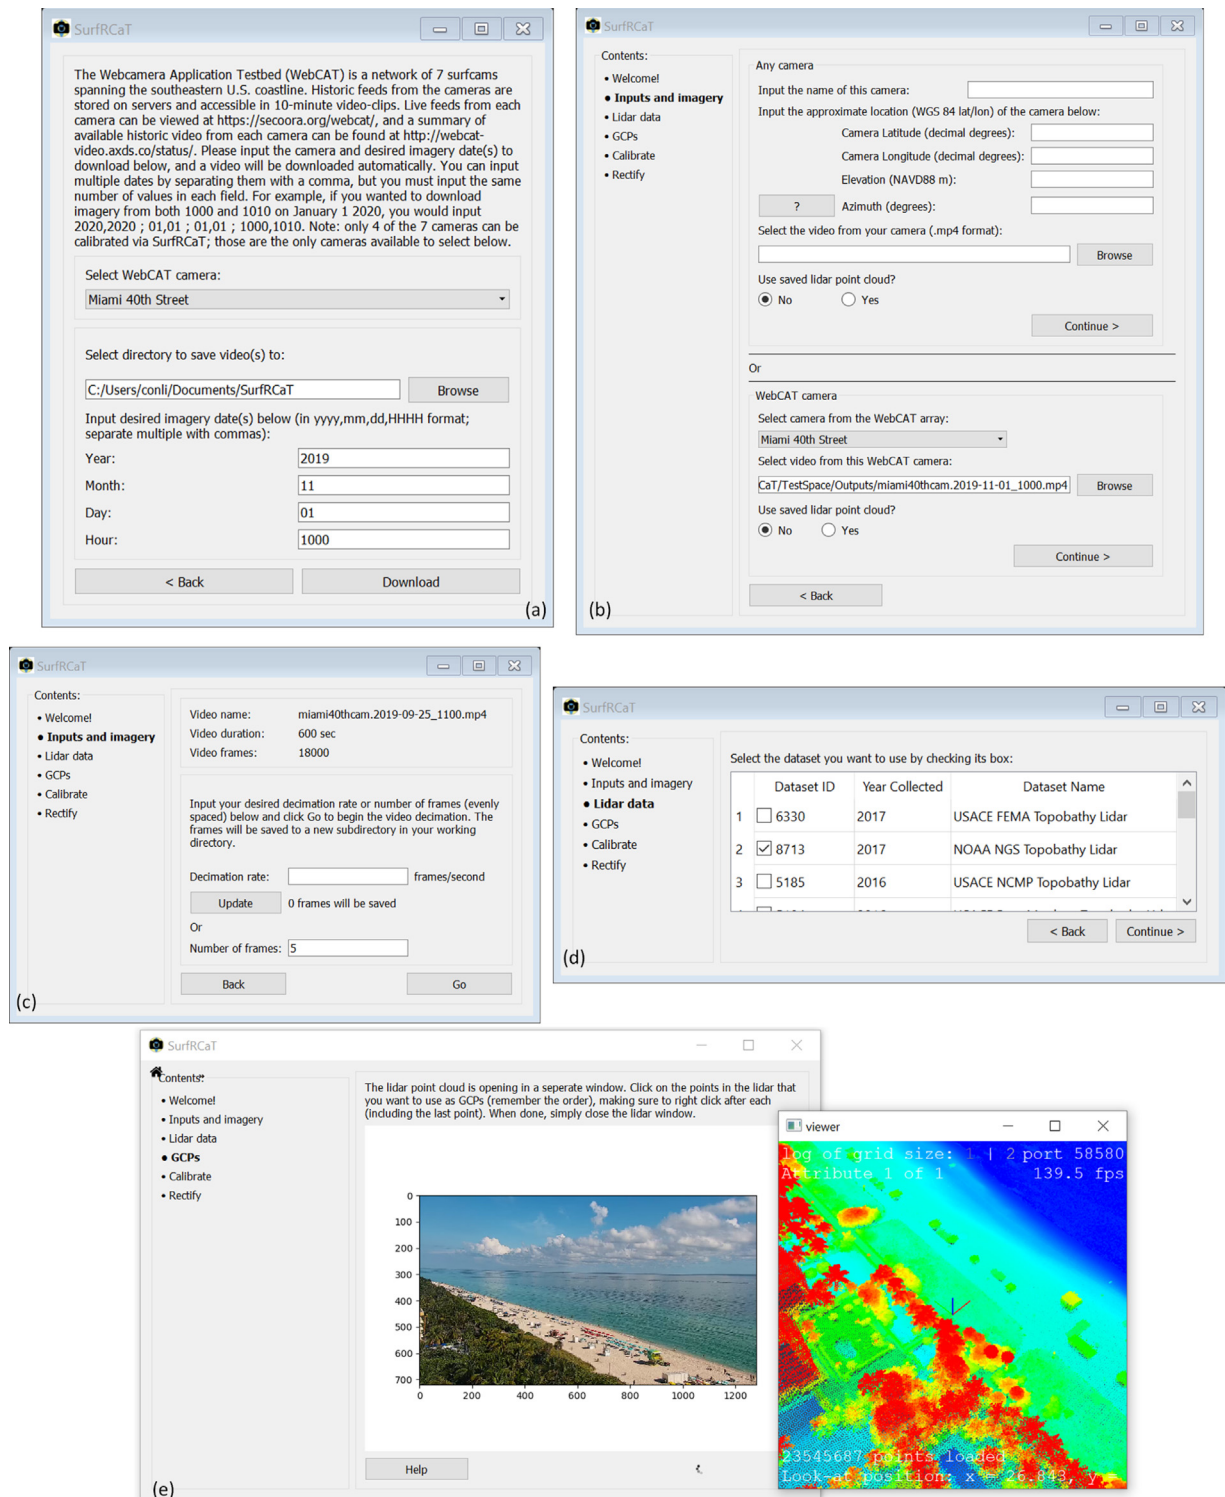 SurfRCaT
The Webcamera Application Testbed (WebCAT) is a network of 7 surfcams
spanning the southeastern U.S. coastline. Historic feeds from the cameras are
stored on servers and accessible in 10-minute video-clips. Live feeds from each
camera can be viewed at https://secoora.org/webcat/, and a summary of
available historic video from each camera can be found at http://webcat-
video.axds.co/status/. Please input the camera and desired imagery date(s) to
download below, and a video will be downloaded automatically. You can input
multiple dates by separating them with a comma, but you must input the same
number of values in each field. For example, if you wanted to download
imagery from both 1000 and 1010 on January 1 2020, you would input
2020,2020 ; 01,01 ; 01,01 ; 1000,1010. Note: only 4 of the 7 cameras can be
calibrated via SurfRCaT; those are the only cameras available to select below.
Select WebCAT camera:
Miami 40th Street
Select directory to save video(s) to:
C:/Users/conli/Documents/SurfRCaT
Browse
Input desired imagery date(s) below (in yyyy,mm,dd,HHHH format;
separate multiple with commas):
Year: 2019
Month: 11
Day: 01
Hour: 1000
< Back Download
(a)
SurfRCaT
Contents:
• Welcome!
• Inputs and imagery
• Lidar data
• GCPs
• Calibrate
• Rectify
Any camera
Input the name of this camera:
Input the approximate location (WGS 84 lat/lon) of the camera below:
Camera Latitude (decimal degrees):
Camera Longitude (decimal degrees):
Elevation (NAVD88 m):
? Azimuth (degrees):
Select the video from your camera (.mp4 format):
Browse
Use saved lidar point cloud?
No Yes
Continue >
Or
WebCAT camera
Select camera from the WebCAT array:
Miami 40th Street
Select video from this WebCAT camera:
CaT/TestSpace/Outputs/miami40thcam.2019-11-01_1000.mp4 Browse
Use saved lidar point cloud?
No Yes
Continue >
< Back
(b)
SurfRCaT
Contents:
• Welcome!
• Inputs and imagery
• Lidar data
• GCPs
• Calibrate
• Rectify
Video name: miami40thcam.2019-09-25_1100.mp4
Video duration: 600 sec
Video frames: 18000
Input your desired decimation rate or number of frames (evenly
spaced) below and click Go to begin the video decimation. The
frames will be saved to a new subdirectory in your working
directory.
Decimation rate: frames/second
Update 0 frames will be saved
Or
Number of frames: 5
Back Go
(c)
SurfRCaT
Contents:
• Welcome!
• Inputs and imagery
• Lidar data
• GCPs
• Calibrate
• Rectify
Select the dataset you want to use by checking its box:
Dataset ID Year Collected Dataset Name
1 6330 2017 USACE FEMA Topobathy Lidar
2 8713 2017 NOAA NGS Topobathy Lidar
3 5185 2016 USACE NCMP Topobathy Lidar
< Back Continue >
(d)
SurfRCaT
Contents:
• Welcome!
• Inputs and imagery
• Lidar data
• GCPs
• Calibrate
• Rectify
The lidar point cloud is opening in a seperate window. Click on the points in the lidar that
you want to use as GCPs (remember the order), making sure to right click after each
(including the last point). When done, simply close the lidar window.
0
100
200
300
400
500
600
700
0 200 400 600 800 1000 1200
Help
(e)
viewer
log of grid size: 1 | 2 port 58580
Attribute 1 of 1 139.5 fps
23545687 points loaded
Look-at position: x = 26.843, y